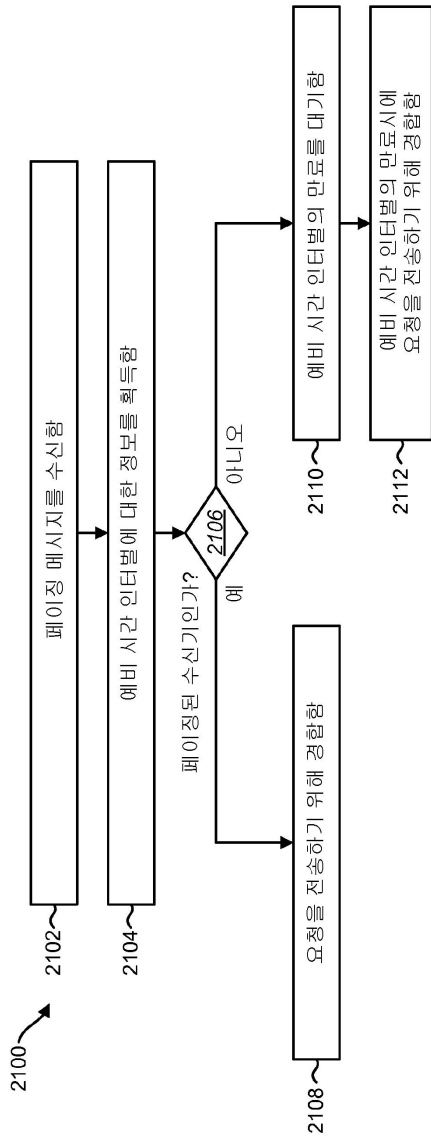 2100
2102
페이징 메시지를 수신함
2104
예비 시간 인터벌에 대한 정보를 획득함
페이징된 수신기인가?
2106
예
아니오
2108
요청을 전송하기 위해 경합함
2110
예비 시간 인터벌의 만료를 대기함
2112
예비 시간 인터벌의 만료시에
요청을 전송하기 위해 경합함